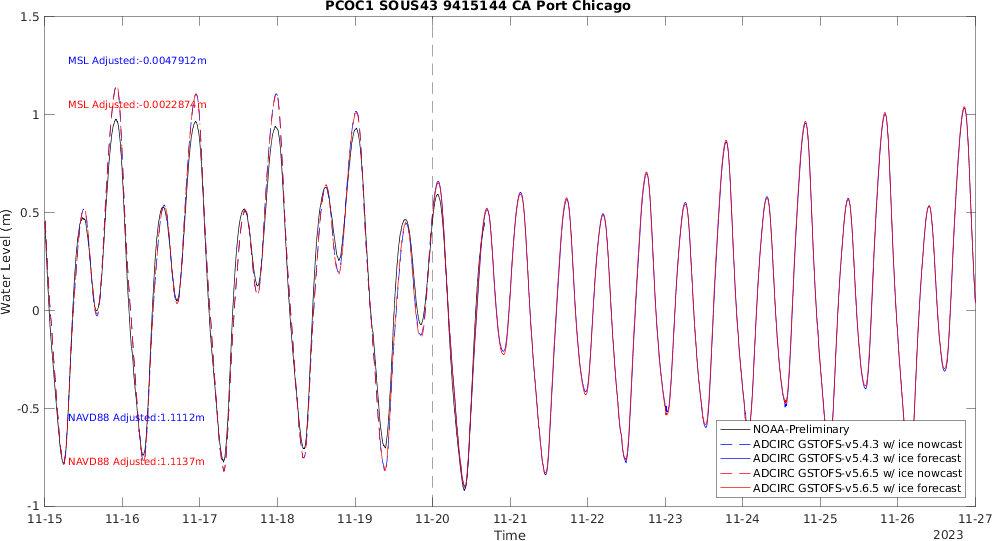 PCOC1 SOUS43 9415144 CA Port Chicago
1.5
MSL Adjusted:-0.0047912m
MSL Adjusted:-0.0022874m
1
0.5
Water Level (m)
0
-0.5
NAVD88 Adjusted:1.1112m
NAVD88 Adjusted:1.1137m
-1
NOAA-Preliminary
ADCIRC GSTOFS-v5.4.3 w/ ice nowcast
ADCIRC GSTOFS-v5.4.3 w/ ice forecast
ADCIRC GSTOFS-v5.6.5 w/ ice nowcast
ADCIRC GSTOFS-v5.6.5 w/ ice forecast
11-15 11-16 11-17 11-18 11-19 11-20 11-21 11-22 11-23 11-24 11-25 11-26 11-27
Time
2023